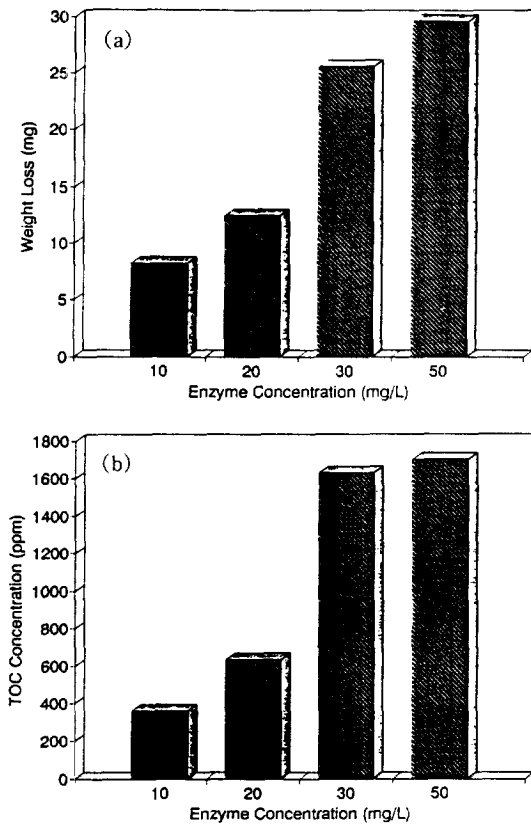 (a)
Weight Loss (mg)
30
25
20
15
10
5
0
10 20 30 50
Enzyme Concentration (mg/L)
(b)
TOC Concentration (ppm)
1800
1600
1400
1200
1000
800
600
400
200
0
10 20 30 50
Enzyme Concentration (mg/L)